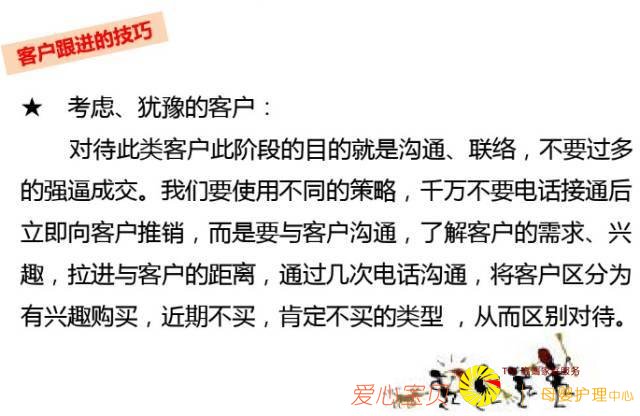 客户跟进的技巧
★ 考虑、犹豫的客户：
对待此类客户此阶段的目的就是沟通、联络，不要过多
的强逼成交。我们要使用不同的策略，千万不要电话接通后
立即向客户推销，而是要与客户沟通，了解客户的需求、兴
趣，拉进与客户的距离，通过几次电话沟通，将客户区分为
有兴趣购买，近期不买，肯定不买的类型 ，从而区别对待。
服务
爱心家贝 母婴护理中心